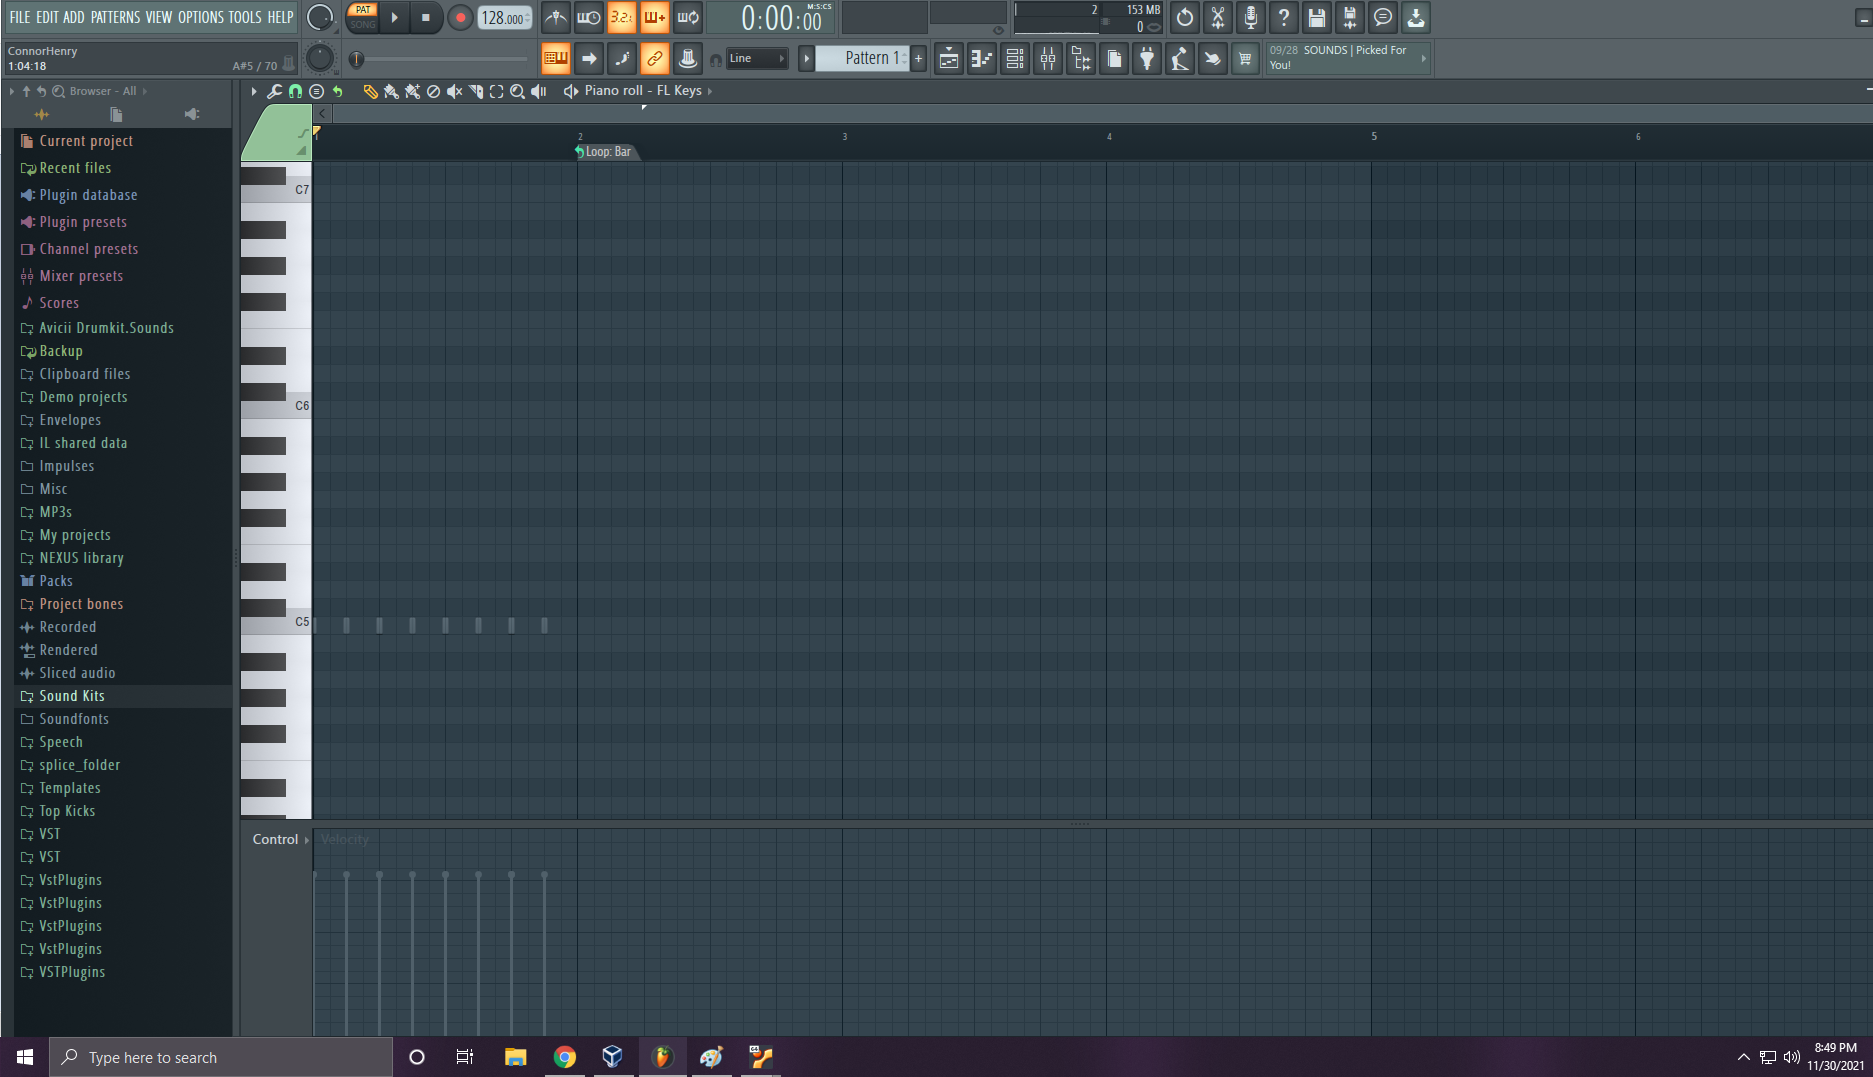 FILE EDIT ADD PATTERNS VIEW OPTIONS TOOLS HELP
PAT
SONG
128.000
3.2.
0:00:00
M:S:CS
2
153 MB
0
ConnorHenry
1:04:18
A#5 / 70
Line
Pattern 1
+
09/28 SOUNDS | Picked For
You!
Browser - All
Piano roll - FL Keys
Current project
Recent files
Plugin database
Plugin presets
Channel presets
Mixer presets
Scores
Avicii Drumkit.Sounds
Backup
Clipboard files
Demo projects
Envelopes
IL shared data
Impulses
Misc
MP3s
My projects
NEXUS library
Packs
Project bones
Recorded
Rendered
Sliced audio
Sound Kits
Soundfonts
Speech
splice_folder
Templates
Top Kicks
VST
VST
VstPlugins
VstPlugins
VstPlugins
VstPlugins
VSTPlugins
2
3
4
5
6
Loop: Bar
C7
C6
C5
Control
Velocity
Type here to search
8:49 PM
11/30/2021